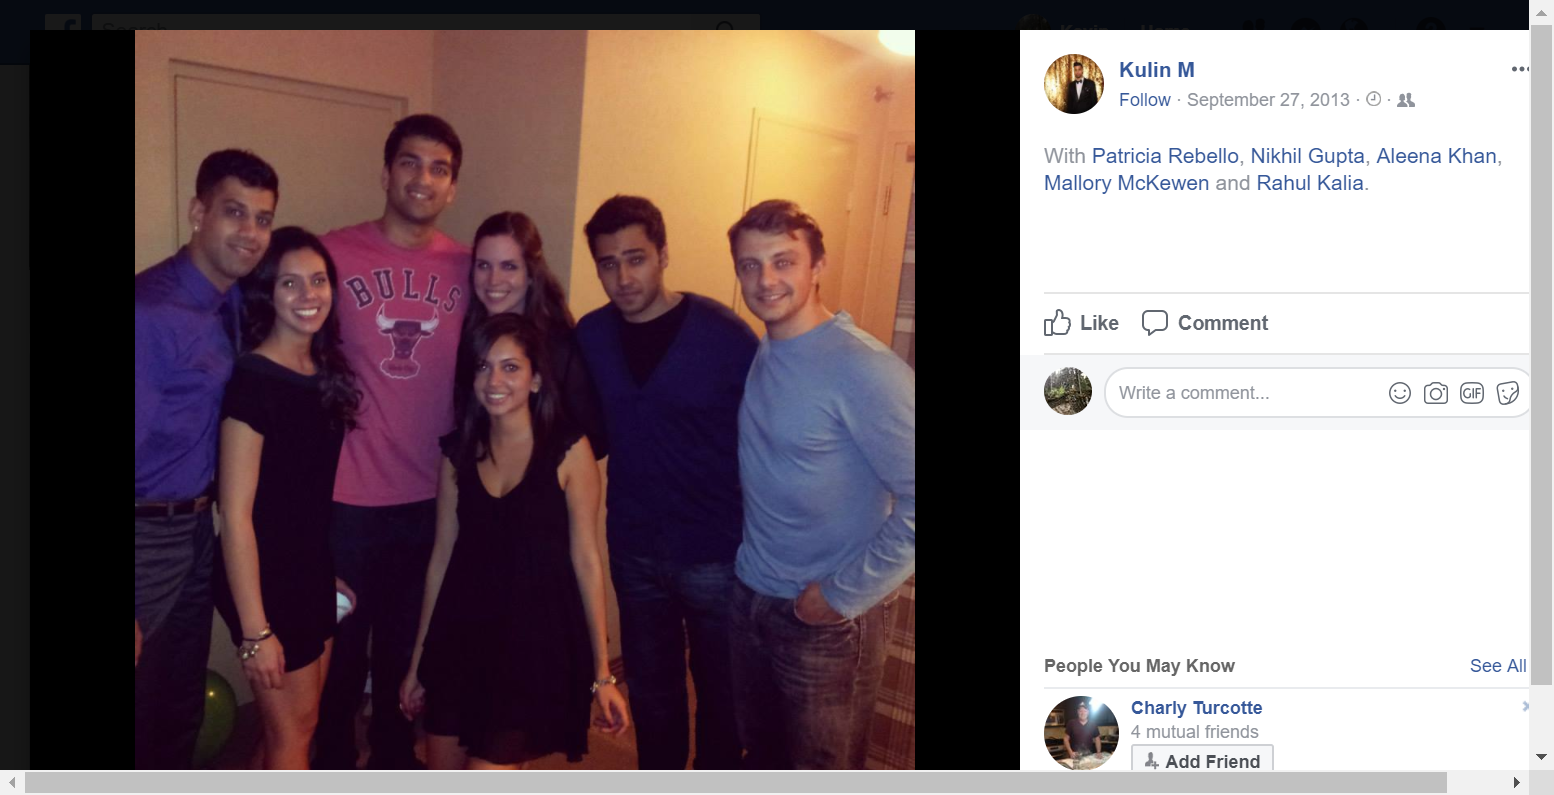 Search
Kulin M
Follow · September 27, 2013 ·
With Patricia Rebello, Nikhil Gupta, Aleena Khan,
Mallory McKewen and Rahul Kalia.
BULLS
Like Comment
Write a comment...
GIF
People You May Know
See All
Charly Turcotte
4 mutual friends
Add Friend